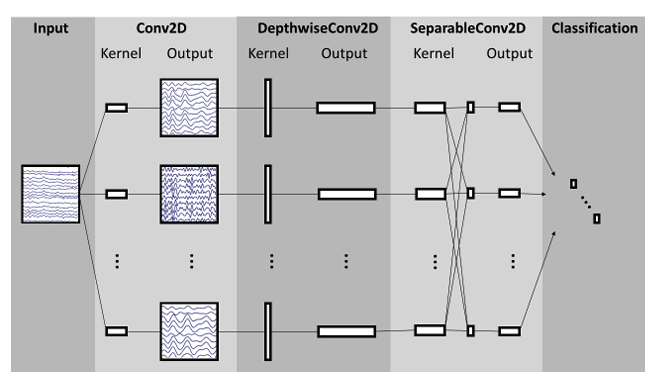 Input Conv2D DepthwiseConv2D SeparableConv2D Classification
Kernel Output Kernel Output Kernel Output